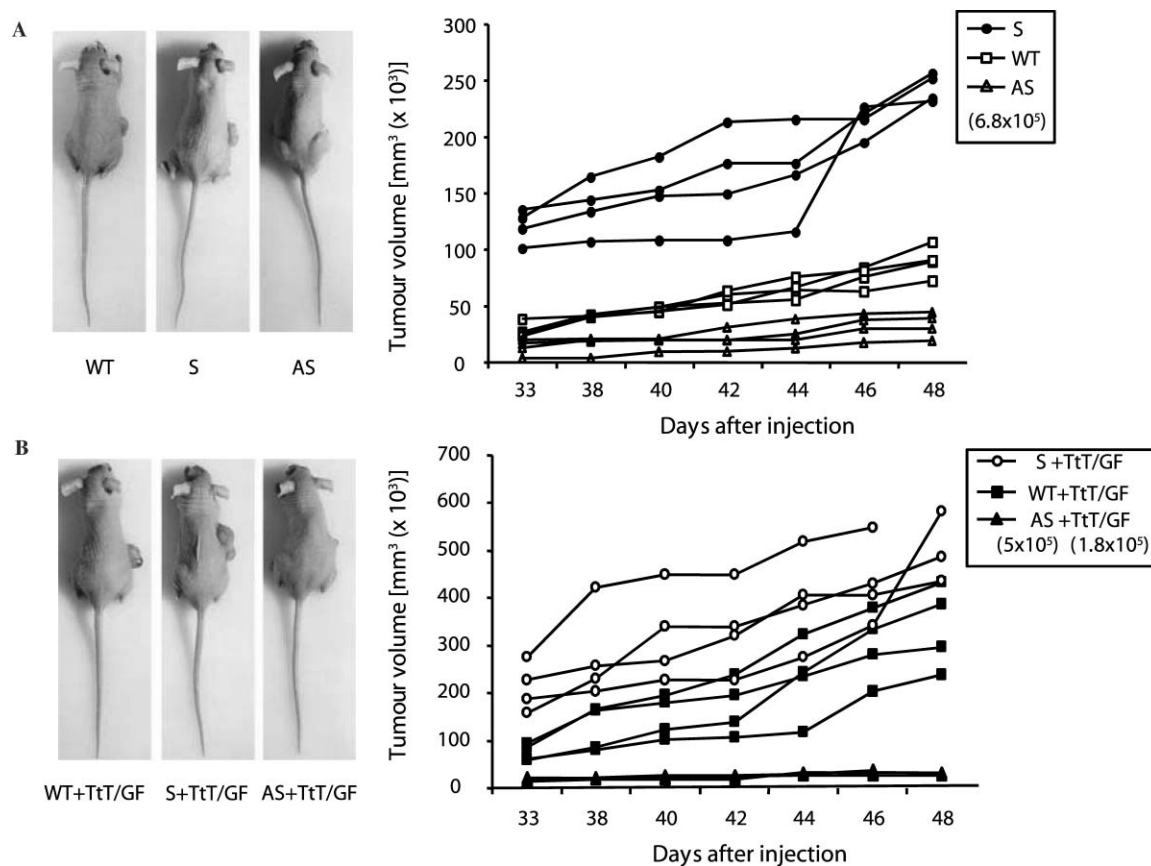 A
WT
S
AS
Tumour volume [mm³ (x 10³)]
300
250
200
150
100
50
0
33 38 40 42 44 46 48
Days after injection
S
WT
AS
(6.8x10⁵)
B
WT+TtT/GF
S+TtT/GF
AS+TtT/GF
Tumour volume [mm³ (x 10³)]
700
600
500
400
300
200
100
0
33 38 40 42 44 46 48
Days after injection
S +TtT/GF
WT+TtT/GF
AS +TtT/GF
(5x10⁵) (1.8x10⁵)